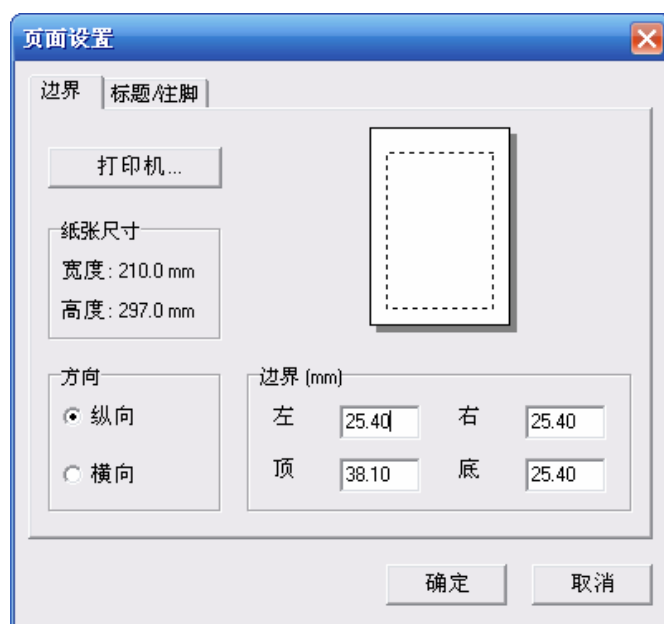 页面设置
边界 标题/注脚
打印机...
纸张尺寸
宽度: 210.0 mm
高度: 297.0 mm
方向
纵向
横向
边界 (mm)
左 25.40 右 25.40
顶 38.10 底 25.40
确定 取消